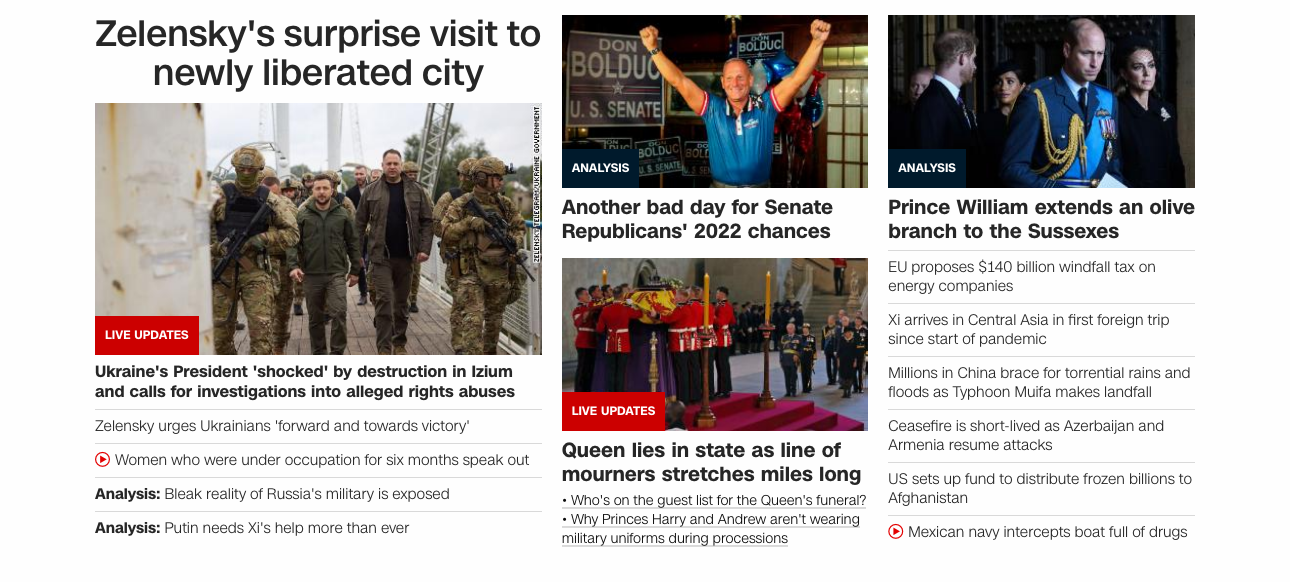 Zelensky's surprise visit to
newly liberated city
ZELENSKY TELEGRAM/UKRAINE GOVERNMENT
LIVE UPDATES
Ukraine's President 'shocked' by destruction in Izium
and calls for investigations into alleged rights abuses
Zelensky urges Ukrainians 'forward and towards victory'
Women who were under occupation for six months speak out
Analysis: Bleak reality of Russia's military is exposed
Analysis: Putin needs Xi's help more than ever
DON
BOLDUC
U. S. SENATE
DON
BOLDUC
BOLDUC
U. S. SENATE
ANALYSIS
Another bad day for Senate
Republicans' 2022 chances
LIVE UPDATES
Queen lies in state as line of
mourners stretches miles long
• Who's on the guest list for the Queen's funeral?
• Why Princes Harry and Andrew aren't wearing
military uniforms during processions
ANALYSIS
Prince William extends an olive
branch to the Sussexes
EU proposes $140 billion windfall tax on
energy companies
Xi arrives in Central Asia in first foreign trip
since start of pandemic
Millions in China brace for torrential rains and
floods as Typhoon Muifa makes landfall
Ceasefire is short-lived as Azerbaijan and
Armenia resume attacks
US sets up fund to distribute frozen billions to
Afghanistan
Mexican navy intercepts boat full of drugs